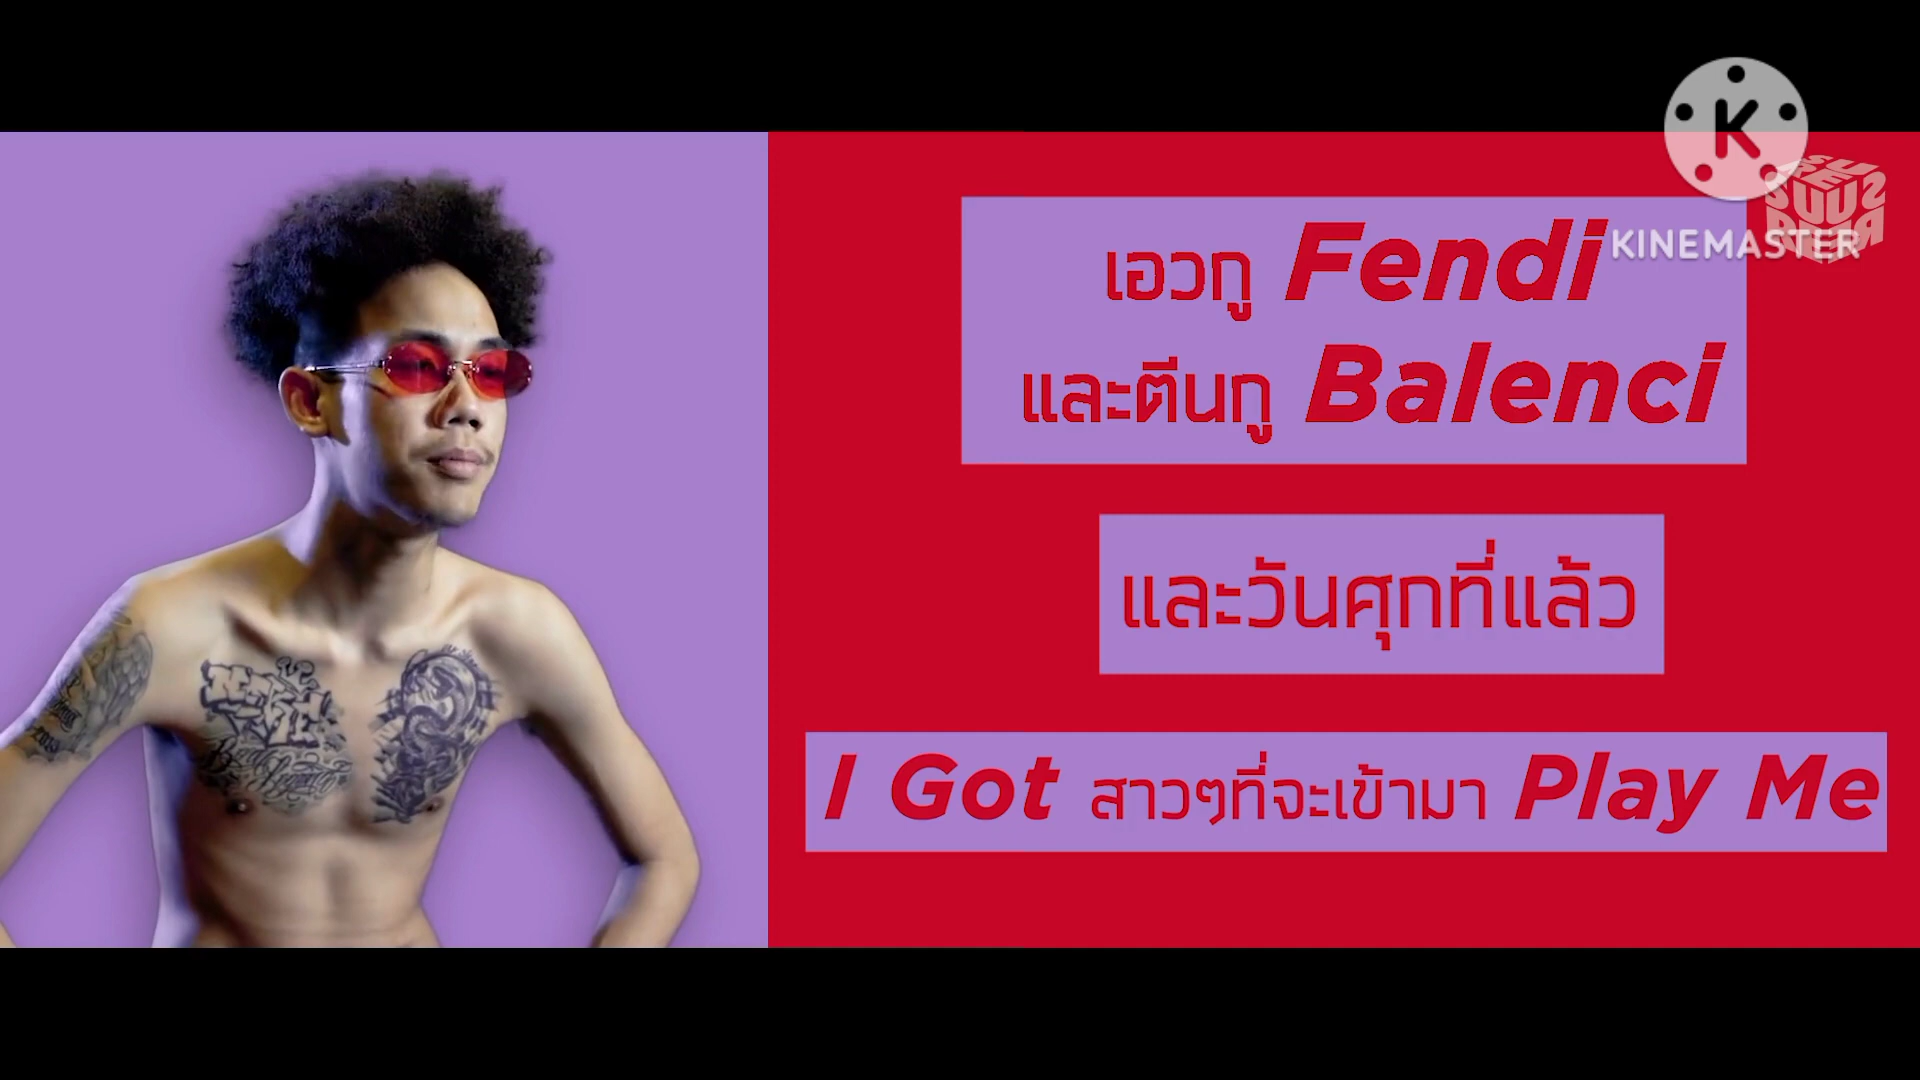 KINEMASTER
เอวกู Fendi
และตีนกู Balenci
และวันศุกที่แล้ว
I Got สาวๆที่จะเข้ามา Play Me